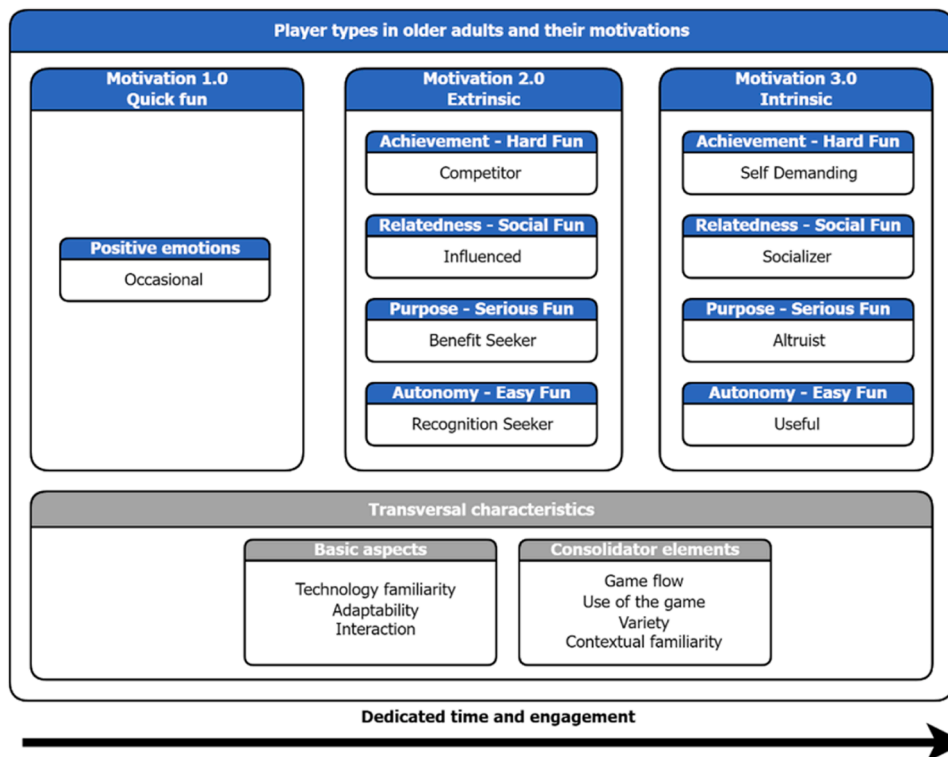 Player types in older adults and their motivations
Motivation 1.0
Quick fun
Positive emotions
Occasional
Motivation 2.0
Extrinsic
Achievement - Hard Fun
Competitor
Relatedness - Social Fun
Influenced
Purpose - Serious Fun
Benefit Seeker
Autonomy - Easy Fun
Recognition Seeker
Motivation 3.0
Intrinsic
Achievement - Hard Fun
Self Demanding
Relatedness - Social Fun
Socializer
Purpose - Serious Fun
Altruist
Autonomy - Easy Fun
Useful
Transversal characteristics
Basic aspects
Technology familiarity
Adaptability
Interaction
Consolidator elements
Game flow
Use of the game
Variety
Contextual familiarity
Dedicated time and engagement